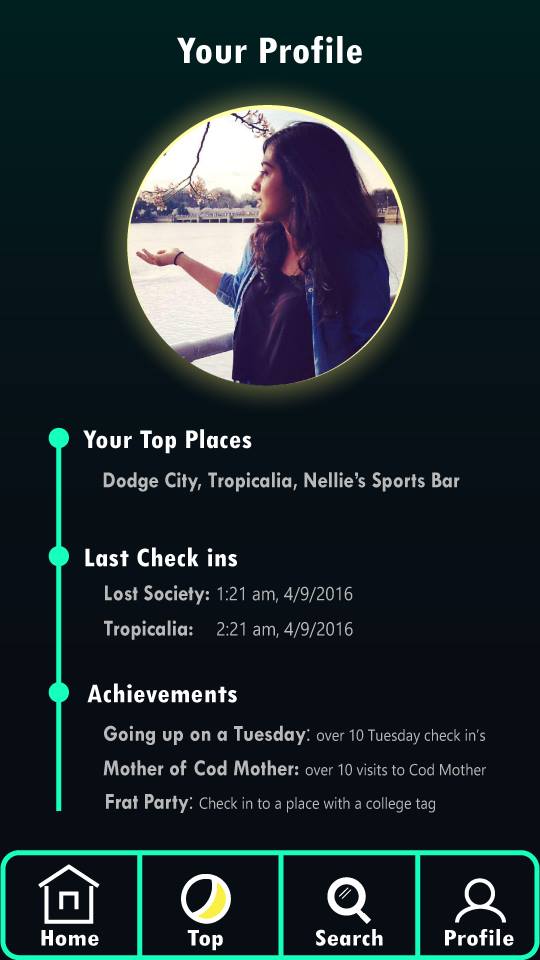 Your Profile
Your Top Places
Dodge City, Tropicalia, Nellie's Sports Bar
Last Check ins
Lost Society: 1:21 am, 4/9/2016
Tropicalia: 2:21 am, 4/9/2016
Achievements
Going up on a Tuesday: over 10 Tuesday check in's
Mother of Cod Mother: over 10 visits to Cod Mother
Frat Party: Check in to a place with a college tag
Home Top Search Profile